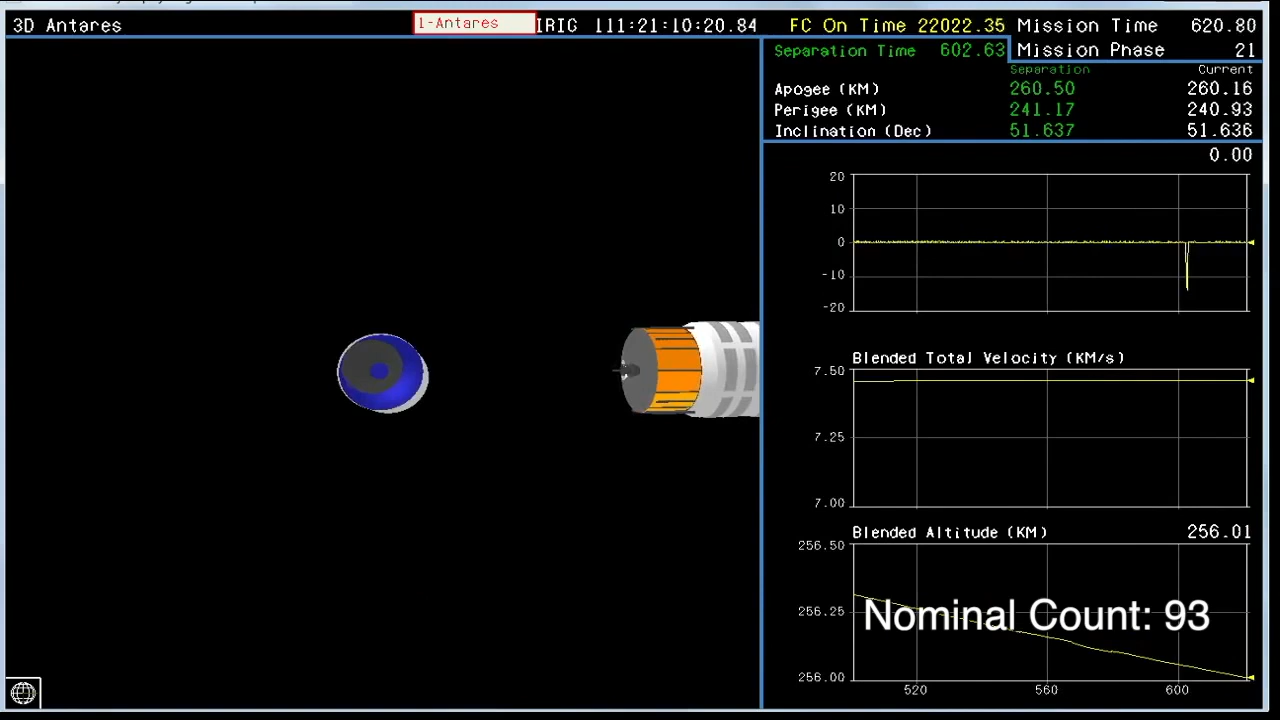 3D Antares
1-Antares
IRIG 111:21:10:20.84
FC On Time 22022.35
Mission Time 620.80
Separation Time 602.63
Mission Phase 21
Separation Current
Apogee (KM) 260.50 260.16
Perigee (KM) 241.17 240.93
Inclination (Dec) 51.637 51.636
0.00
20
10
0
-10
-20
Blended Total Velocity (KM/s)
7.50
7.25
7.00
Blended Altitude (KM) 256.01
256.50
256.25
Nominal Count: 93
256.00
520 560 600